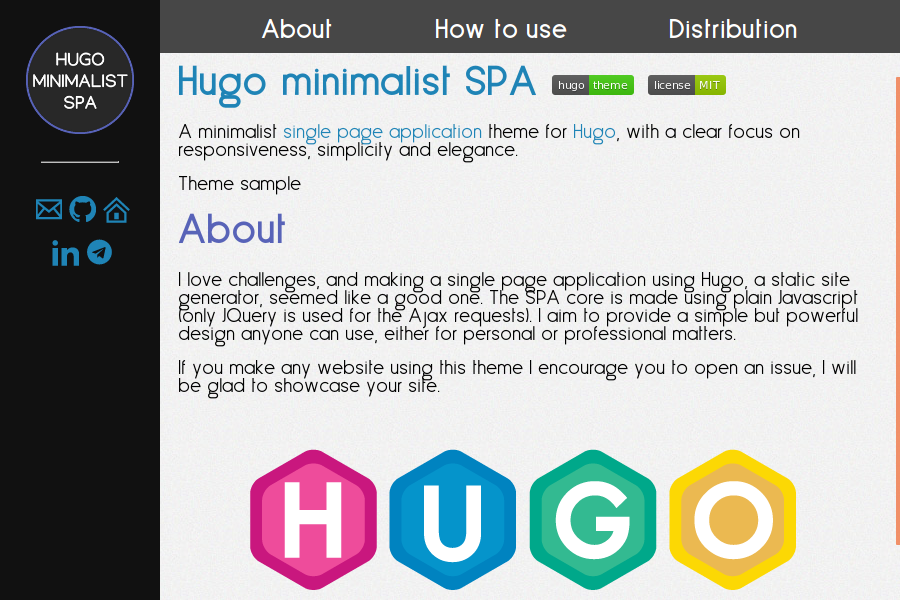 HUGO
MINIMALIST
SPA
About How to use Distribution
Hugo minimalist SPA hugo theme license MIT
A minimalist single page application theme for Hugo, with a clear focus on
responsiveness, simplicity and elegance.
Theme sample
About
I love challenges, and making a single page application using Hugo, a static site
generator, seemed like a good one. The SPA core is made using plain Javascript
(only JQuery is used for the Ajax requests). I aim to provide a simple but powerful
design anyone can use, either for personal or professional matters.
If you make any website using this theme I encourage you to open an issue, I will
be glad to showcase your site.
HUGO